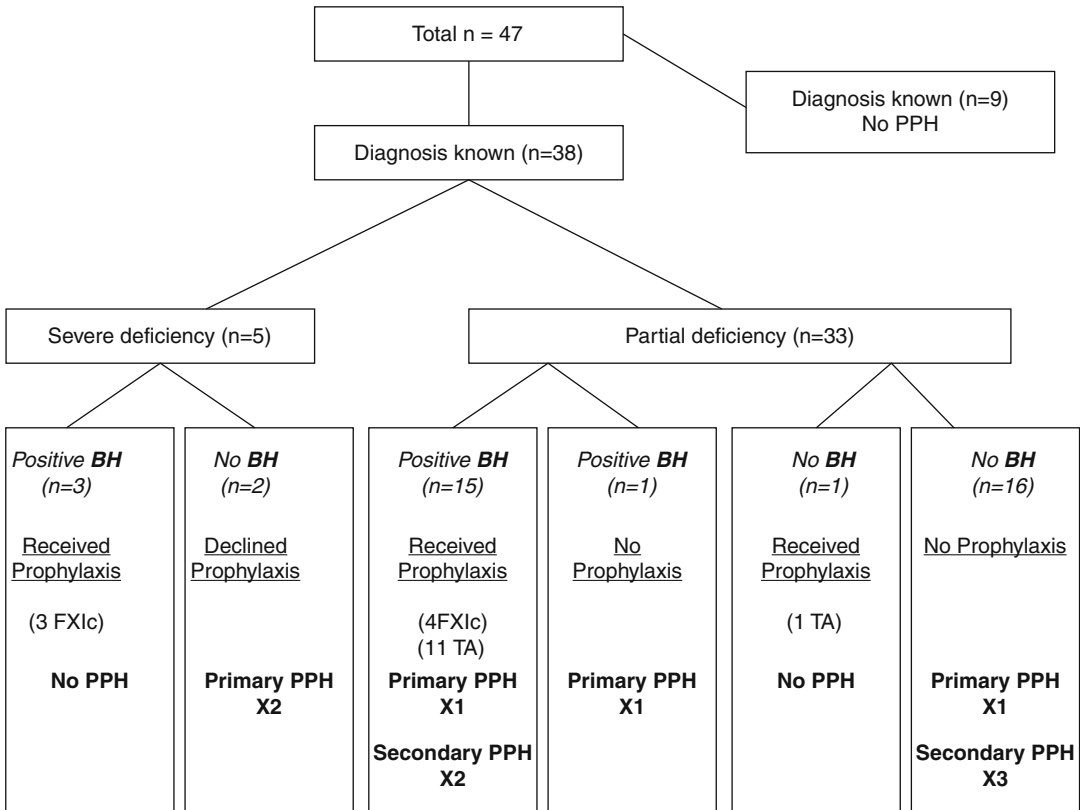 Total n = 47
Diagnosis known (n=9)
No PPH
Diagnosis known (n=38)
Severe deficiency (n=5)
Partial deficiency (n=33)
Positive BH
(n=3)
Received
Prophylaxis
(3 FXIc)
No PPH
No BH
(n=2)
Declined
Prophylaxis
Primary PPH
X2
Positive BH
(n=15)
Received
Prophylaxis
(4FXIc)
(11 TA)
Primary PPH
X1
Secondary PPH
X2
Positive BH
(n=1)
No
Prophylaxis
Primary PPH
X1
No BH
(n=1)
Received
Prophylaxis
(1 TA)
No PPH
No BH
(n=16)
No Prophylaxis
Primary PPH
X1
Secondary PPH
X3